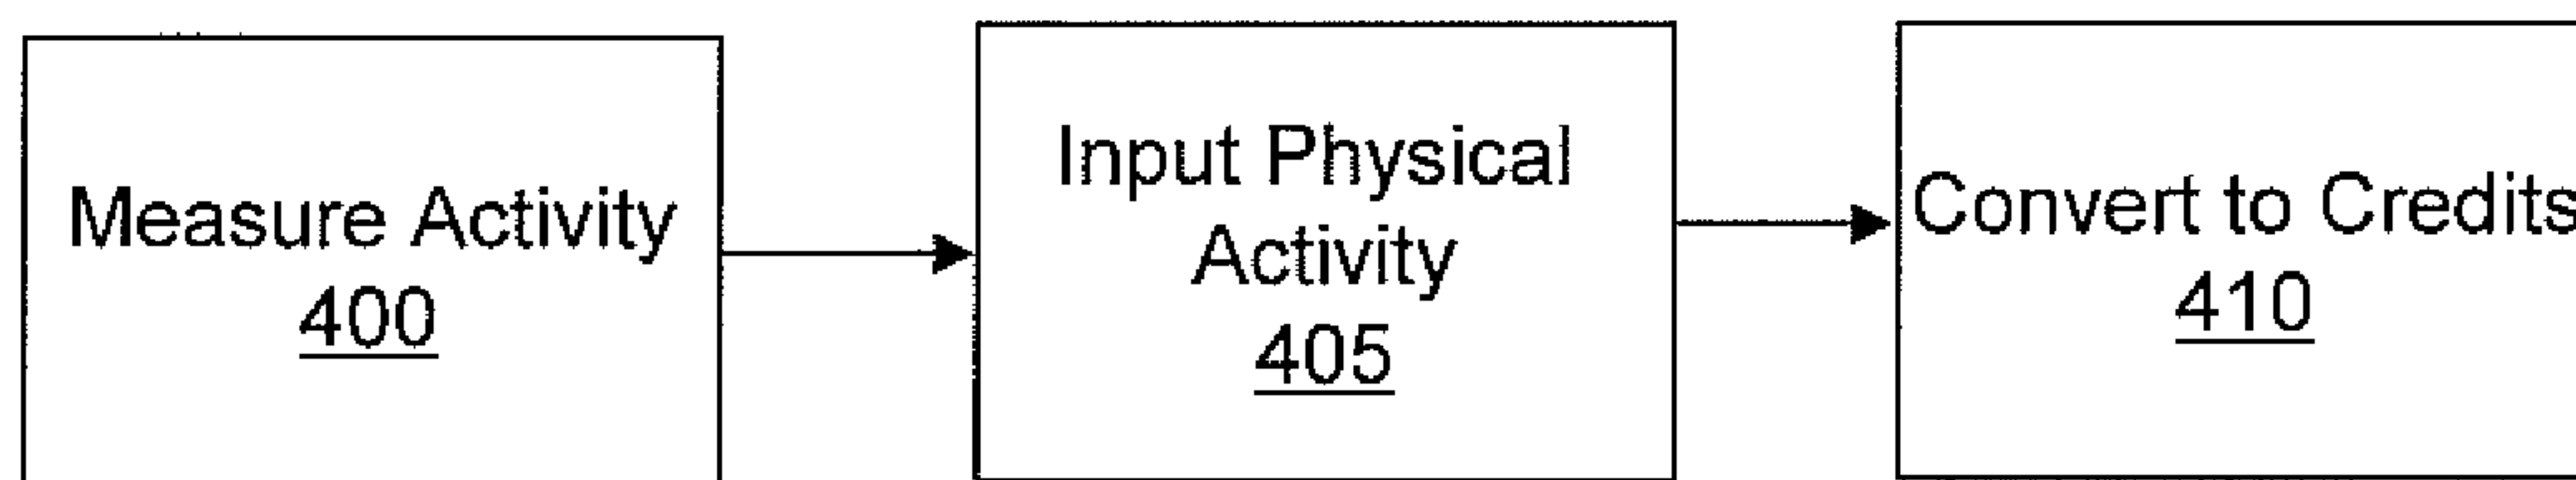 Measure Activity
400
Input Physical
Activity
405
Convert to Credits
410